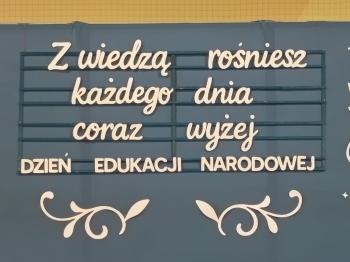 Z wiedzą rośniesz
każdego dnia
coraz wyżej
DZIEŃ EDUKACJI NARODOWEJ